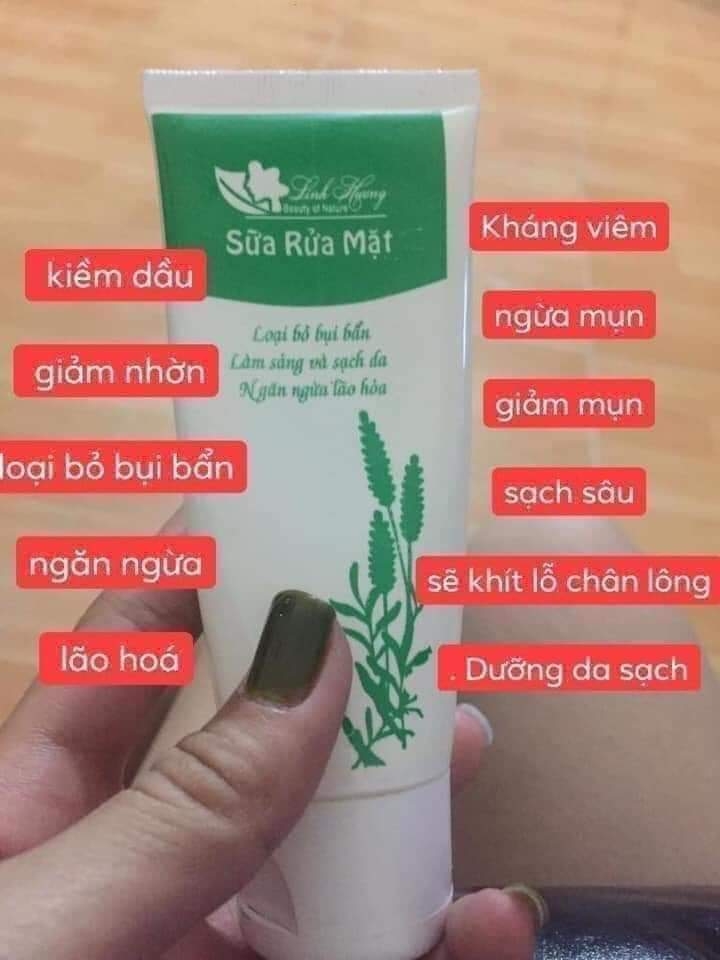 Linh Hương
Beauty of Nature
Sữa Rửa Mặt
Loại bỏ bụi bẩn
Làm sáng và sạch da
Ngăn ngừa lão hóa
kiềm dầu
giảm nhờn
loại bỏ bụi bẩn
ngăn ngừa
lão hoá
Kháng viêm
ngừa mụn
giảm mụn
sạch sâu
sẽ khít lỗ chân lông
. Dưỡng da sạch